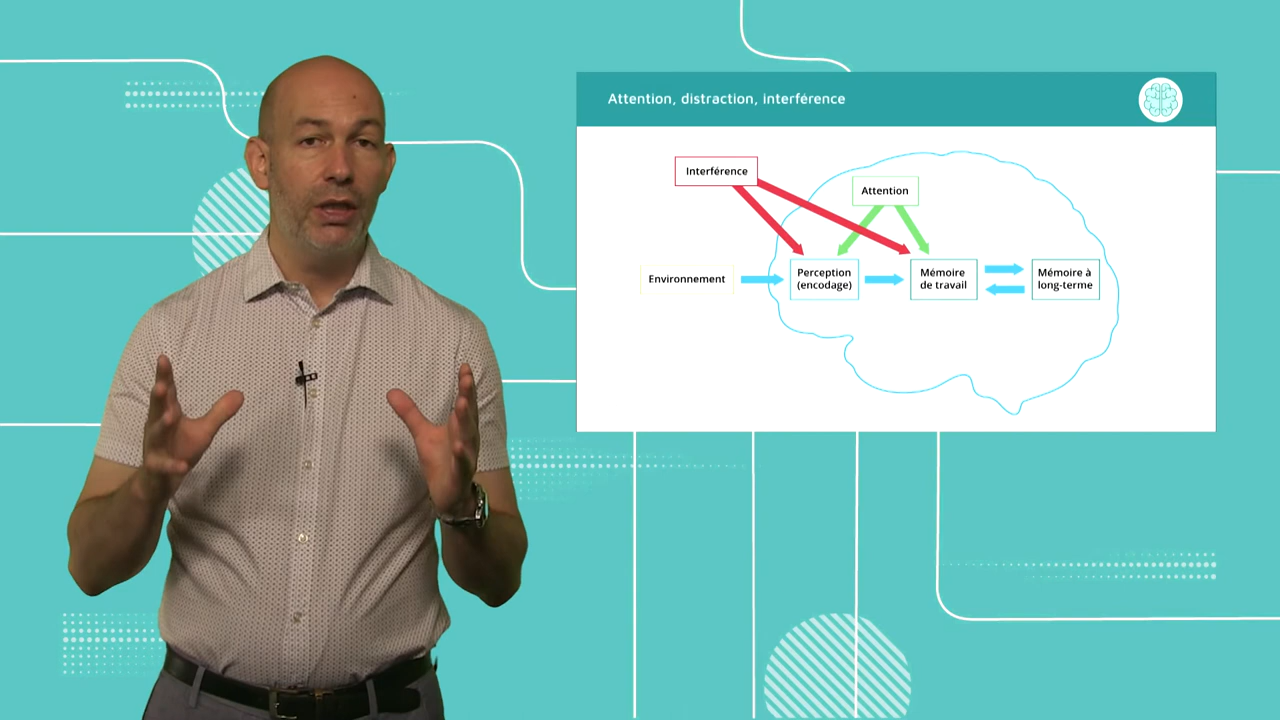 Attention, distraction, interférence
Interférence
Attention
Environnement
Perception
(encodage)
Mémoire
de travail
Mémoire à
long-terme